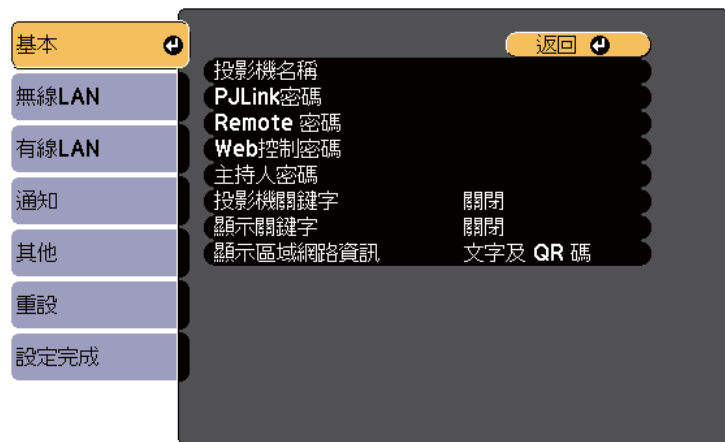 基本
無線LAN
有線LAN
通知
其他
重設
設定完成
返回
投影機名稱
PJLink密碼
Remote 密碼
Web控制密碼
主持人密碼
投影機關鍵字 關閉
顯示關鍵字 關閉
顯示區域網路資訊 文字及 QR 碼